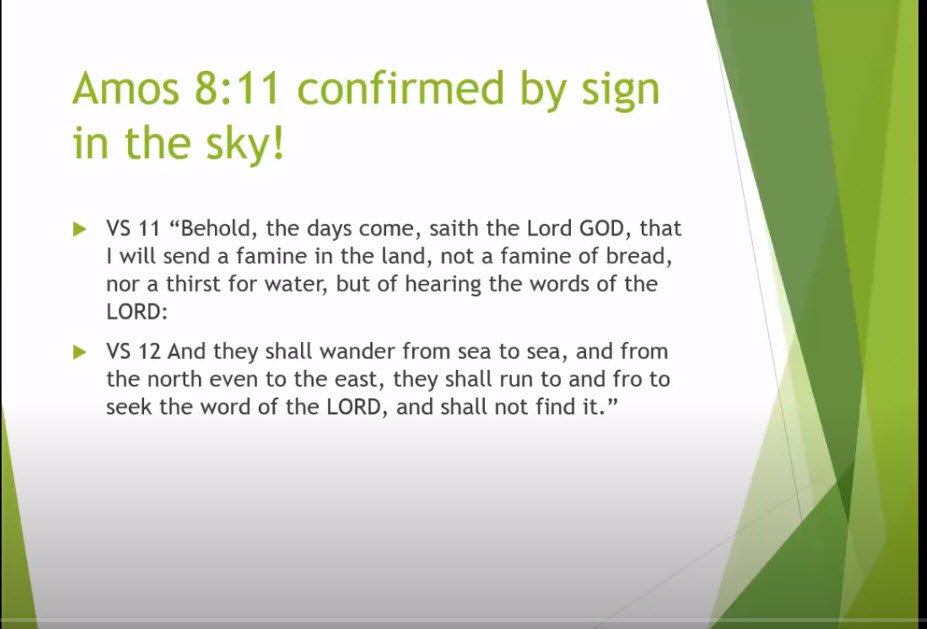 Amos 8:11 confirmed by sign
in the sky!
VS 11 “Behold, the days come, saith the Lord GOD, that
I will send a famine in the land, not a famine of bread,
nor a thirst for water, but of hearing the words of the
LORD:
VS 12 And they shall wander from sea to sea, and from
the north even to the east, they shall run to and fro to
seek the word of the LORD, and shall not find it.”